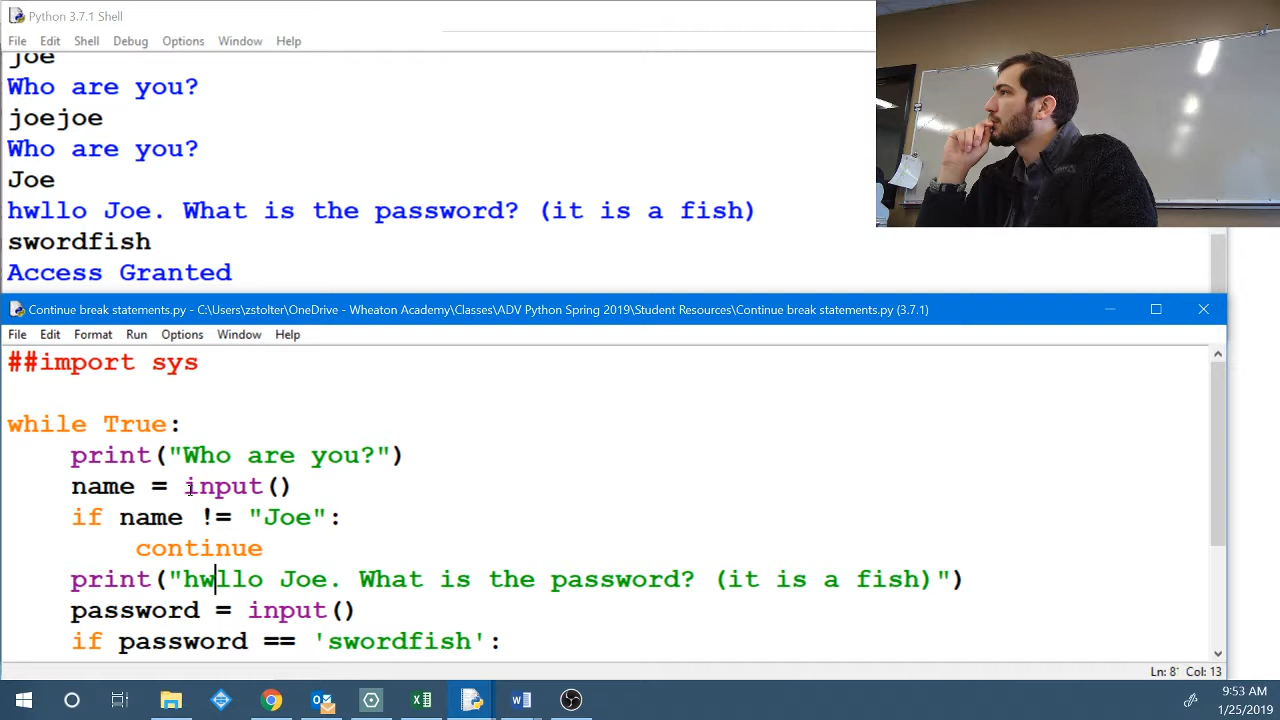 Python 3.7.1 Shell
File Edit Shell Debug Options Window Help
joe
Who are you?
joejoe
Who are you?
Joe
hwllo Joe. What is the password? (it is a fish)
swordfish
Access Granted
Continue break statements.py - C:\Users\zstolter\OneDrive - Wheaton Academy\Classes\ADV Python Spring 2019\Student Resources\Continue break statements.py (3.7.1)
File Edit Format Run Options Window Help
##import sys
while True:
print("Who are you?")
name = input()
if name != "Joe":
continue
print("hwllo Joe. What is the password? (it is a fish)")
password = input()
if password == 'swordfish':
Ln: 8 Col: 13
9:53 AM
1/25/2019